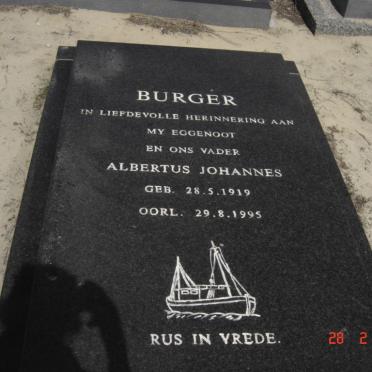 BURGER
IN LIEFDEVOLLE HERINNERING AAN
MY EGGENOOT
EN ONS VADER
ALBERTUS JOHANNES
GEB. 28.5.1919
OORL. 29.8.1995
RUS IN VREDE.
28 2